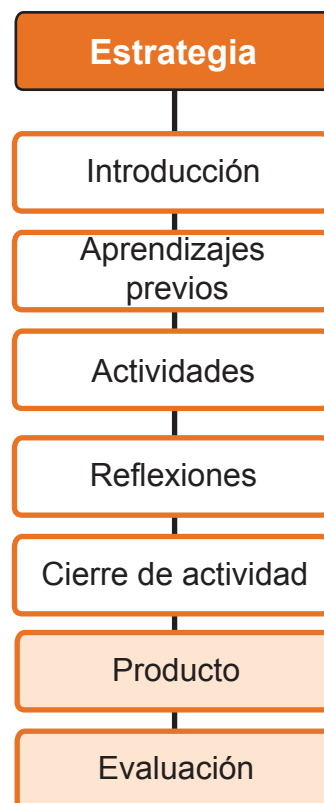 Estrategia
Introducción
Aprendizajes
previos
Actividades
Reflexiones
Cierre de actividad
Producto
Evaluación